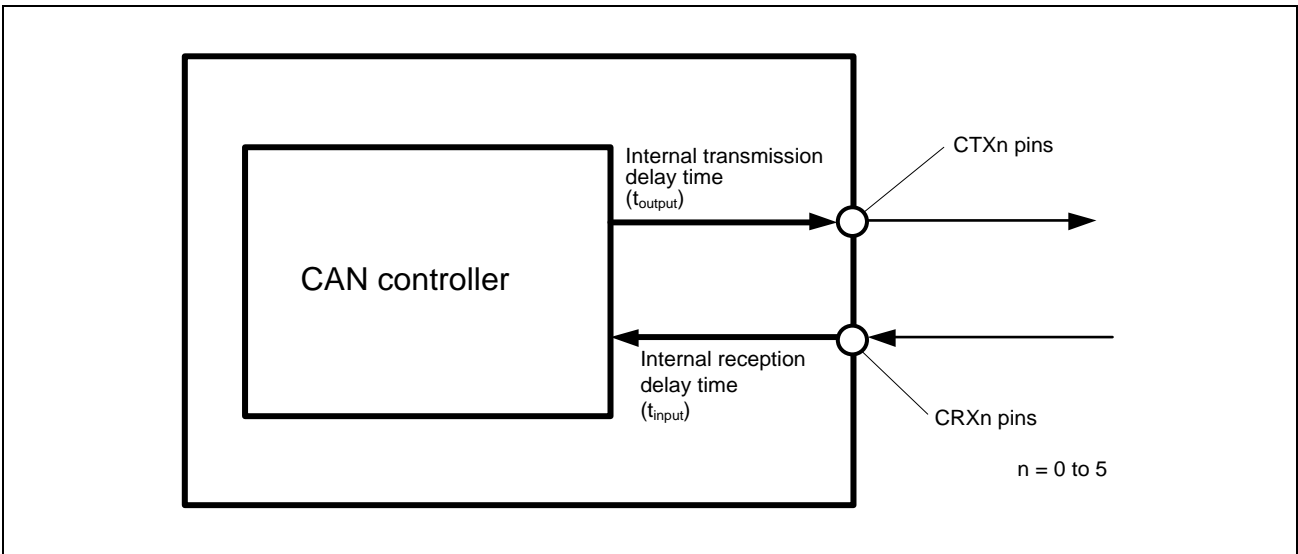 Internal transmission
delay time
(toutput)
CTXn pins
CAN controller
Internal reception
delay time
(tinput)
CRXn pins
n = 0 to 5